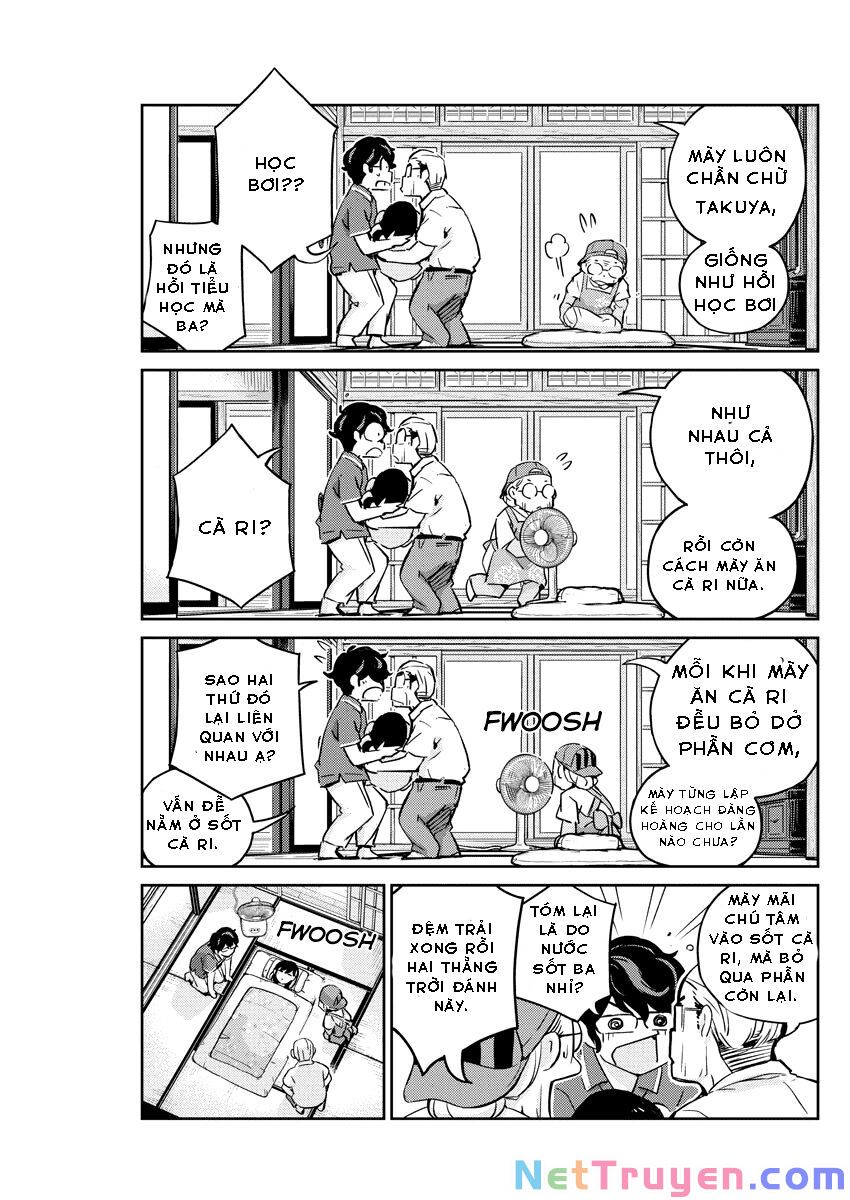 MÀY LUÔN
CHẦN CHỪ
TAKUYA,
GIỐNG
NHƯ HỒI
HỌC BƠI
HỌC
BƠI??
NHƯNG
ĐÓ LÀ
HỒI TIỂU
HỌC MÀ
BA?
NHƯ
NHAU CẢ
THÔI,
RỒI CÒN
CÁCH MÀY ĂN
CÀ RI NỮA.
CÀ RI?
MỖI KHI MÀY
ĂN CÀ RI
ĐỀU BỎ DỞ
PHẦN CƠM,
MÀY TỪNG LẬP
KẾ HOẠCH ĐÀNG
HOÀNG CHO LẦN
NÀO CHƯA?
FWOOSH
SAO HAI
THỨ ĐÓ
LẠI LIÊN
QUAN VỚI
NHAU Ạ?
VẤN ĐỀ
NẰM Ở SỐT
CÀ RI.
MÀY MÃI
CHÚ TÂM
VÀO SỐT CÀ
RI, MÀ BỎ
QUA PHẦN
CÒN LẠI.
TÓM LẠI
LÀ DO
NƯỚC
SỐT BA
NHỈ?
ĐỆM TRẢI
XONG RỒI
HAI THẰNG
TRỜI ĐÁNH
NÀY.
FWOOSH
NetTruyen.com